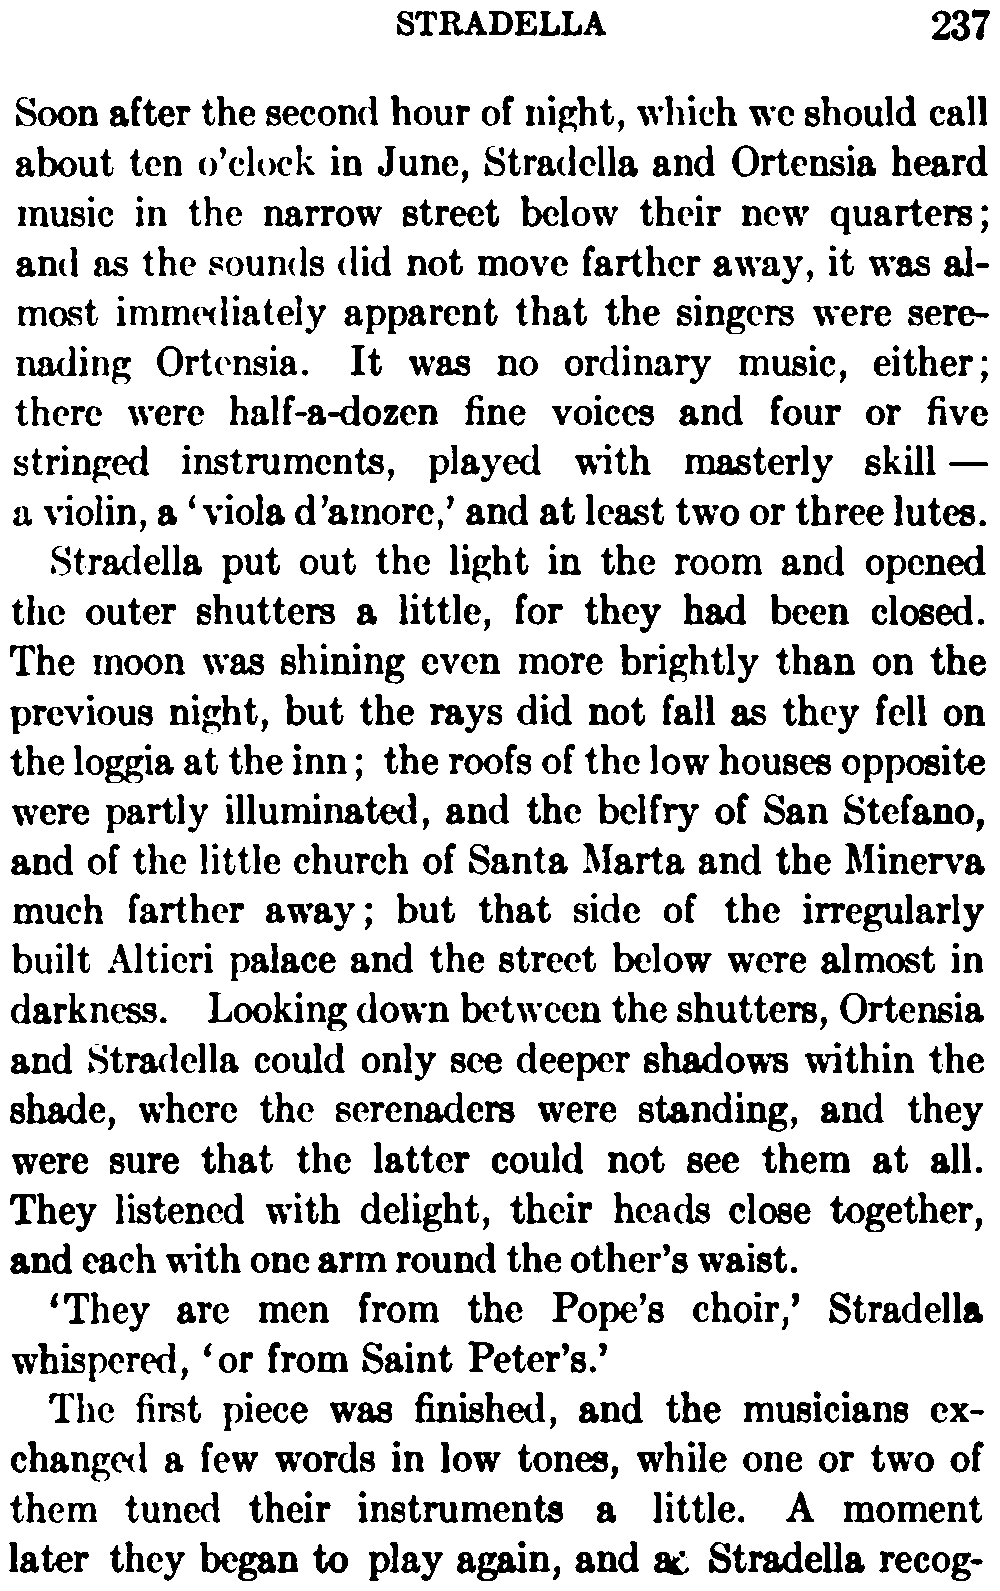 STRADELLA 237
Soon after the second hour of night, which we should call
about ten o'clock in June, Stradella and Ortensia heard
music in the narrow street below their new quarters;
and as the sounds did not move farther away, it was al-
most immediately apparent that the singers were sere-
nading Ortensia. It was no ordinary music, either;
there were half-a-dozen fine voices and four or five
stringed instruments, played with masterly skill —
a violin, a 'viola d'amore,' and at least two or three lutes.
Stradella put out the light in the room and opened
the outer shutters a little, for they had been closed.
The moon was shining even more brightly than on the
previous night, but the rays did not fall as they fell on
the loggia at the inn; the roofs of the low houses opposite
were partly illuminated, and the belfry of San Stefano,
and of the little church of Santa Marta and the Minerva
much farther away; but that side of the irregularly
built Altieri palace and the street below were almost in
darkness. Looking down between the shutters, Ortensia
and Stradella could only see deeper shadows within the
shade, where the serenaders were standing, and they
were sure that the latter could not see them at all.
They listened with delight, their heads close together,
and each with one arm round the other's waist.
'They are men from the Pope's choir,' Stradella
whispered, 'or from Saint Peter's.'
The first piece was finished, and the musicians ex-
changed a few words in low tones, while one or two of
them tuned their instruments a little. A moment
later they began to play again, and Stradella recog-